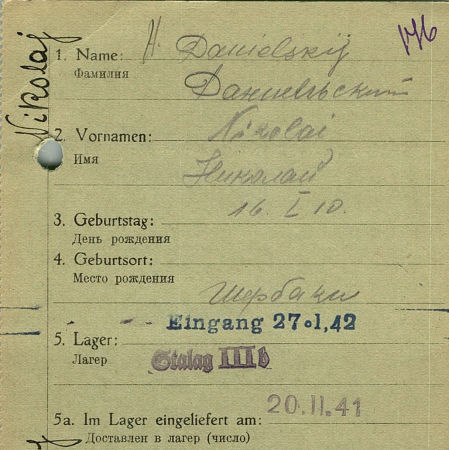 Nikolaj
1. Name: H. Danielskij
Фамилия Даниельский
176
2. Vornamen: Nikolai
Имя Николай
16. I 10.
3. Geburtstag:
День рождения
4. Geburtsort:
Место рождения
Щербаки
Eingang 27.1,42
5. Lager:
Лагер Stalag III b
20.11.41
5a. Im Lager eingeliefert am:
Доставлен в лагер (число)